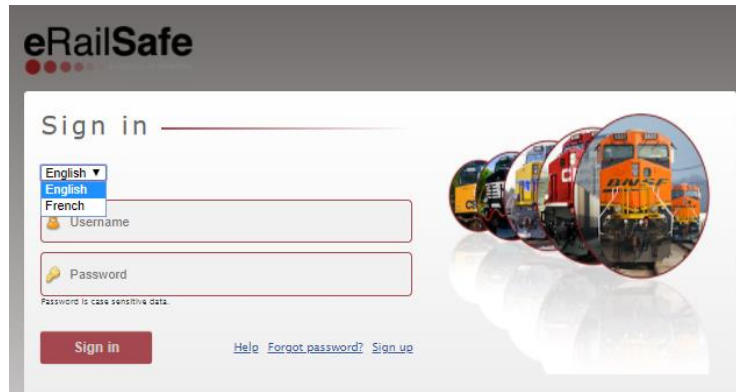 eRailSafe
Sign in
English ▼
English
French
Username
Password
Password is case sensitive data.
Sign in
Help Forgot password? Sign up
BNSF